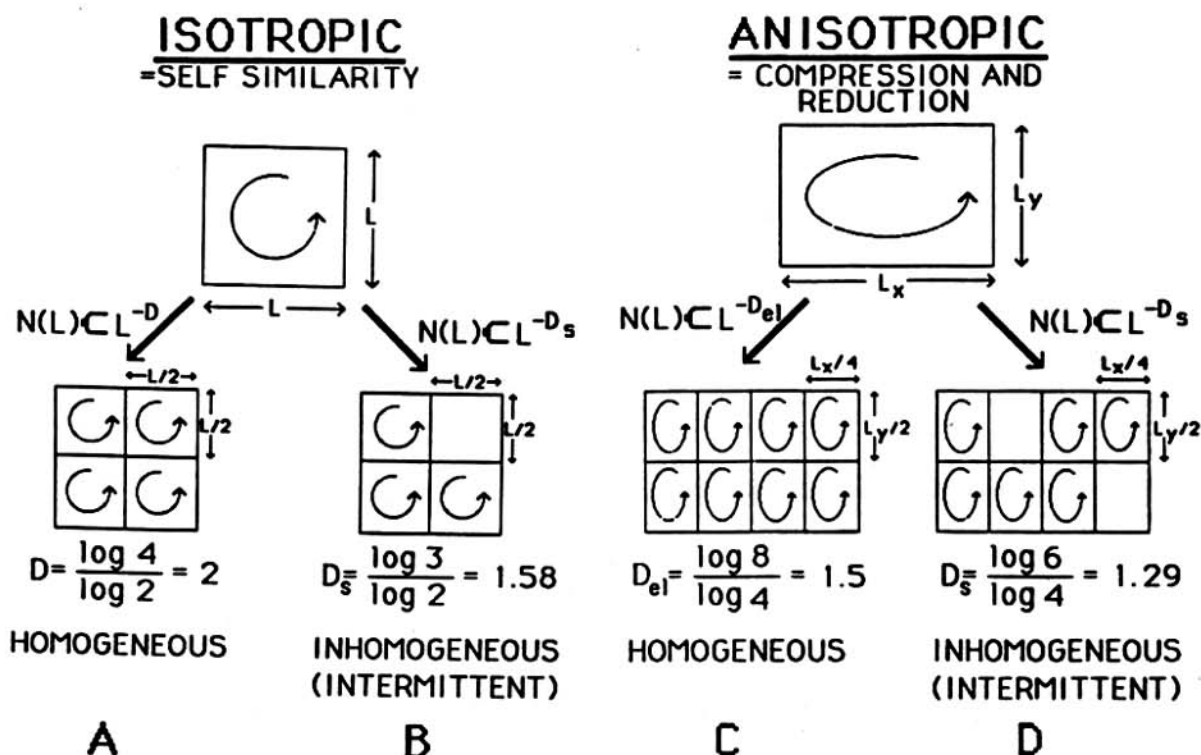 ISOTROPIC
=SELF SIMILARITY
L
L
N(L)⊂L^-D
N(L)⊂L^-Ds
L/2
L/2
L/2
L/2
D= log 4 / log 2 = 2
Ds= log 3 / log 2 = 1.58
HOMOGENEOUS
INHOMOGENEOUS
(INTERMITTENT)
A
B
ANISOTROPIC
= COMPRESSION AND
REDUCTION
Ly
Lx
N(L)⊂L^-Del
N(L)⊂L^-Ds
Lx/4
Ly/2
Lx/4
Ly/2
Del= log 8 / log 4 = 1.5
Ds= log 6 / log 4 = 1.29
HOMOGENEOUS
INHOMOGENEOUS
(INTERMITTENT)
C
D